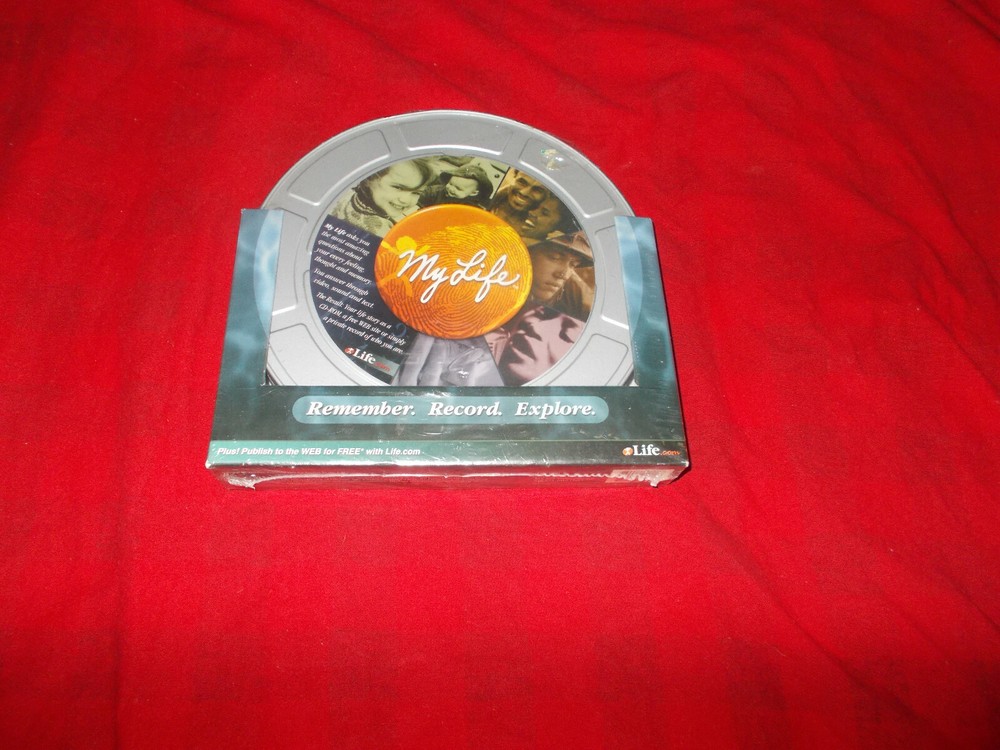 My Life asks you
the most amazing
questions about
your every feeling,
thought and memory.
You answer through
video, sound and text.
The Result: Your life story as a
CD-ROM, a free WEB site or simply
a private record of who you are.
Life.com
My Life.
Remember. Record. Explore.
Plus! Publish to the WEB for FREE* with Life.com
Life.com